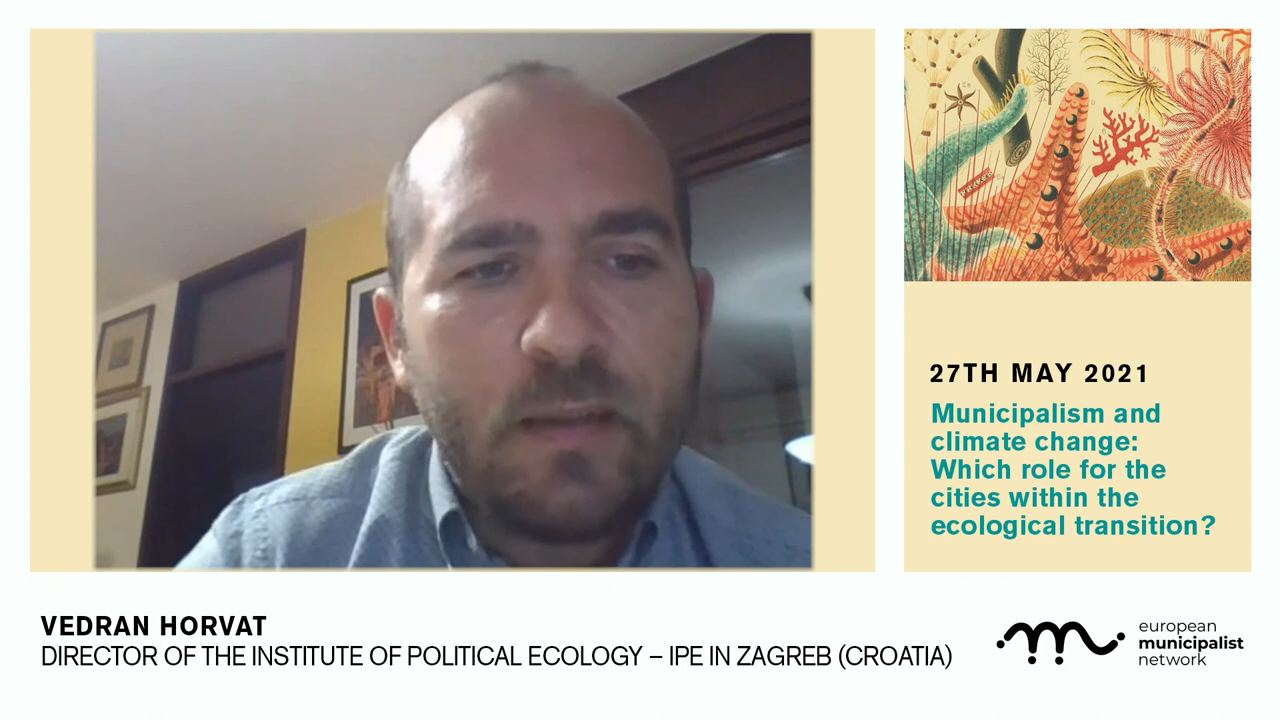 27TH MAY 2021
Municipalism and
climate change:
Which role for the
cities within the
ecological transition?
VEDRAN HORVAT
DIRECTOR OF THE INSTITUTE OF POLITICAL ECOLOGY – IPE IN ZAGREB (CROATIA)
european
municipalist
network